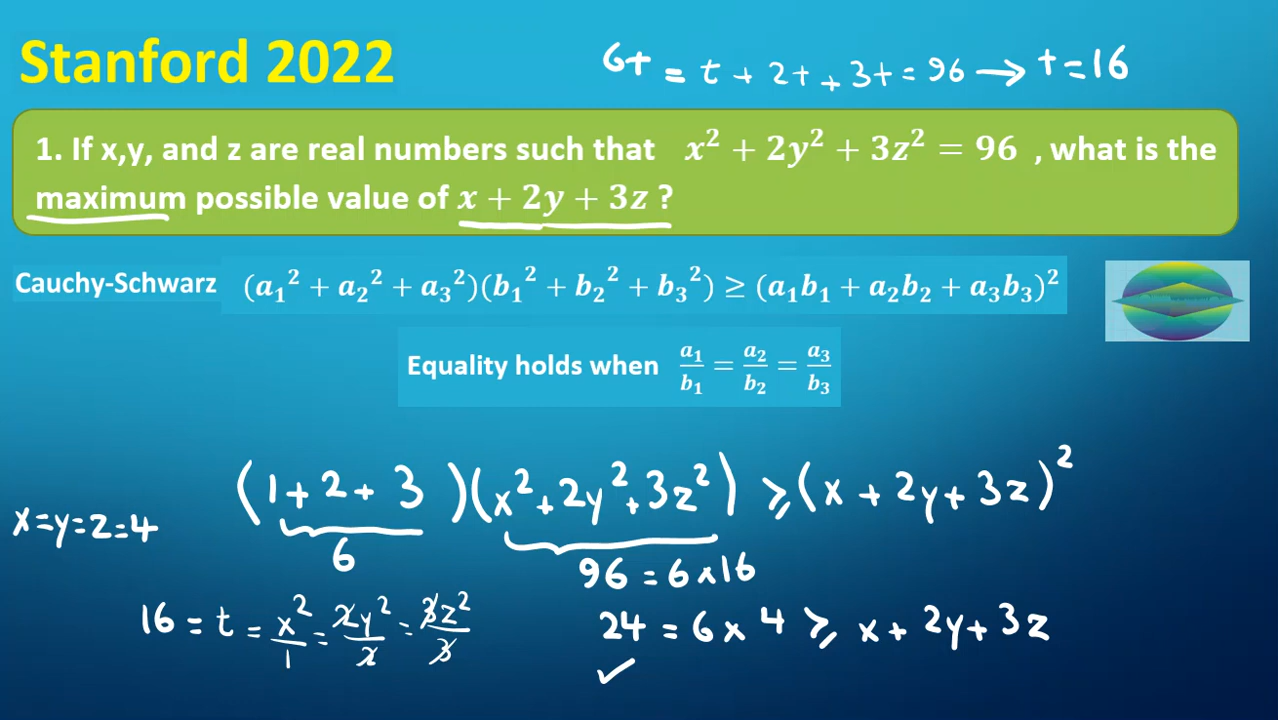 Stanford 2022
6t = t + 2t + 3t = 96 → t = 16
1. If x,y, and z are real numbers such that x² + 2y² + 3z² = 96 , what is the
maximum possible value of x + 2y + 3z ?
Cauchy-Schwarz (a₁² + a₂² + a₃²)(b₁² + b₂² + b₃²) ≥ (a₁b₁ + a₂b₂ + a₃b₃)²
Equality holds when a₁/b₁ = a₂/b₂ = a₃/b₃
(1+2+3)(x²+2y²+3z²) ≥ (x+2y+3z)²
x=y=z=4
6
96 = 6×16
16 = t = x²/1 = 2y²/2 = 3z²/3
24 = 6×4 ≥ x+2y+3z
✓